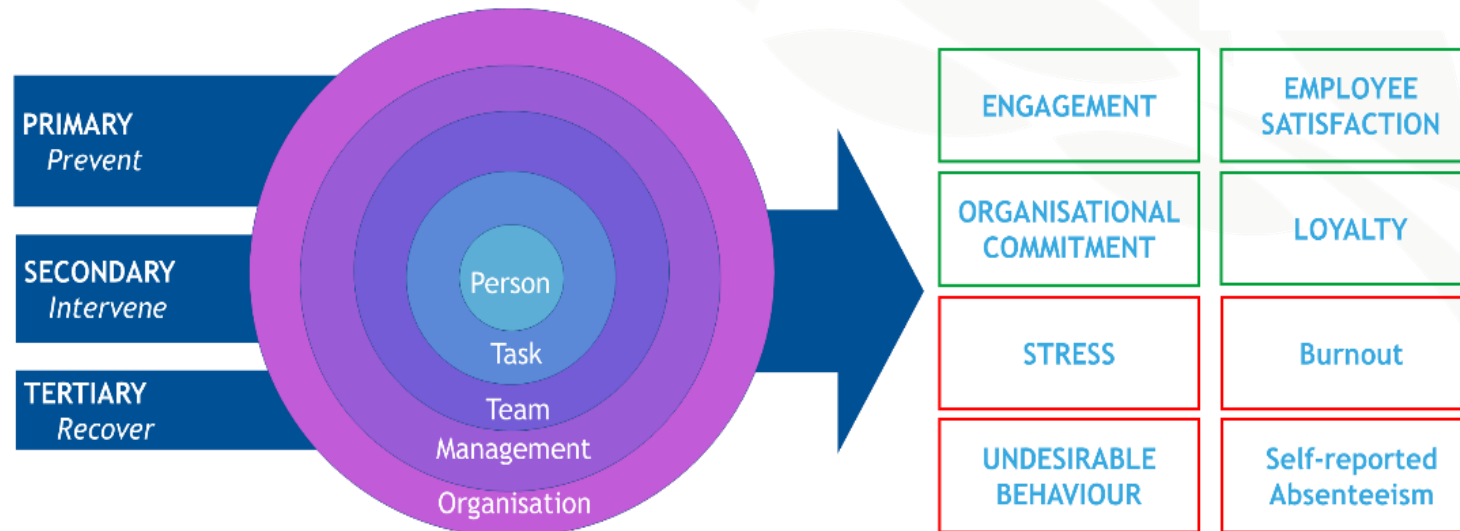 PRIMARY
Prevent
SECONDARY
Intervene
TERTIARY
Recover
Person
Task
Team
Management
Organisation
ENGAGEMENT
EMPLOYEE
SATISFACTION
ORGANISATIONAL
COMMITMENT
LOYALTY
STRESS
Burnout
UNDESIRABLE
BEHAVIOUR
Self-reported
Absenteeism